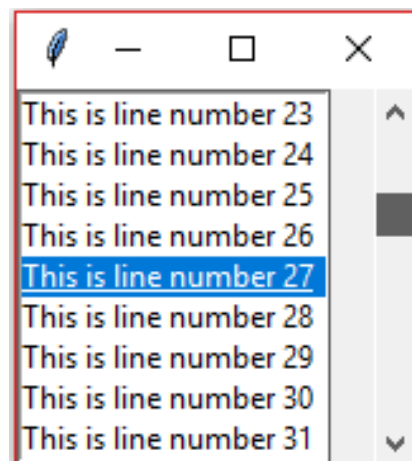 This is line number 23
This is line number 24
This is line number 25
This is line number 26
This is line number 27
This is line number 28
This is line number 29
This is line number 30
This is line number 31